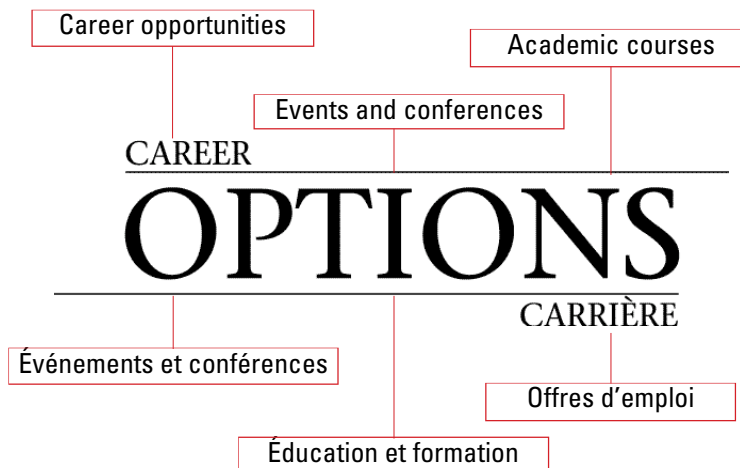 Career opportunities
Academic courses
Events and conferences
CAREER
OPTIONS
CARRIÈRE
Événements et conférences
Offres d’emploi
Éducation et formation